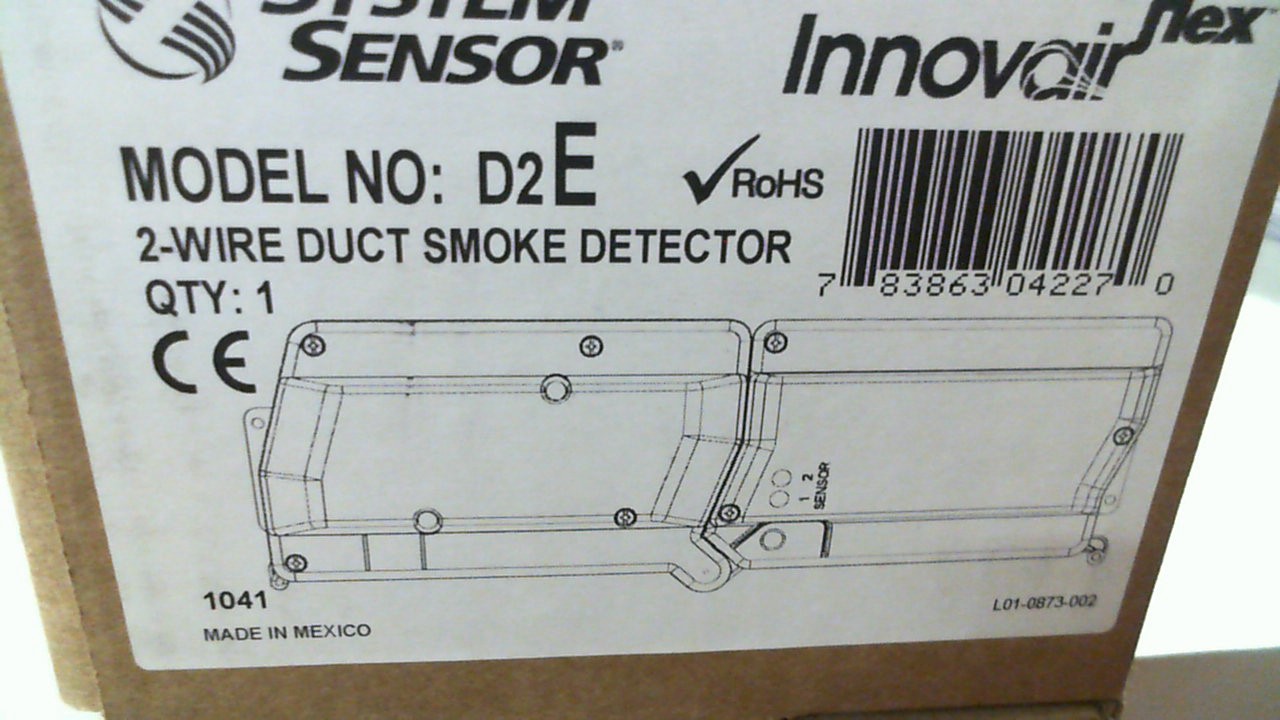 SYSTEM
SENSOR®
Innovair flex™
MODEL NO: D2E
RoHS
2-WIRE DUCT SMOKE DETECTOR
QTY: 1
7 83863 04227 0
CE
1 2
SENSOR
1041
MADE IN MEXICO
L01-0873-002